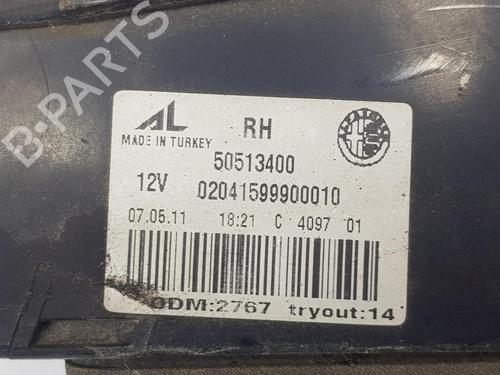 AL
RH
MADE IN TURKEY
50513400
12V 02041599900010
07.05.11 18:21 C 4097 01
ODM:2767 tryout:14
B-PARTS